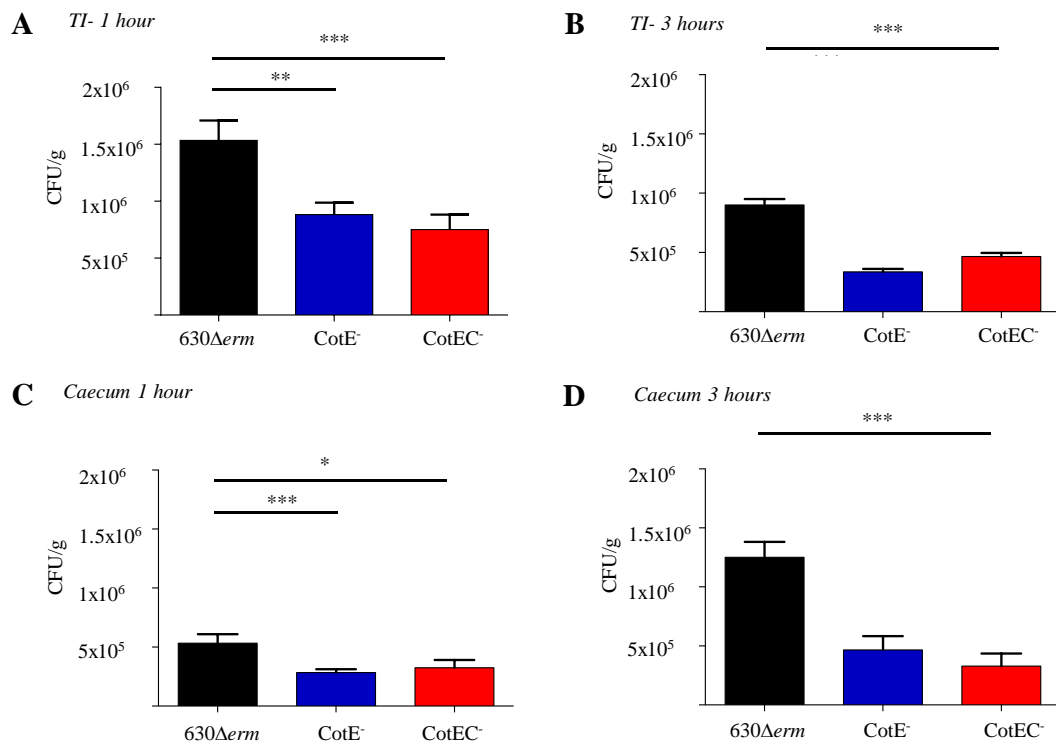 A TI- 1 hour
***
**
2x10⁶
1.5x10⁶
1x10⁶
5x10⁵
CFU/g
630Δerm CotE⁻ CotEC⁻
B TI- 3 hours
***
2x10⁶
1.5x10⁶
1x10⁶
5x10⁵
CFU/g
630Δerm CotE⁻ CotEC⁻
C Caecum 1 hour
*
***
2x10⁶
1.5x10⁶
1x10⁶
5x10⁵
CFU/g
630Δerm CotE⁻ CotEC⁻
D Caecum 3 hours
***
2x10⁶
1.5x10⁶
1x10⁶
5x10⁵
CFU/g
630Δerm CotE⁻ CotEC⁻